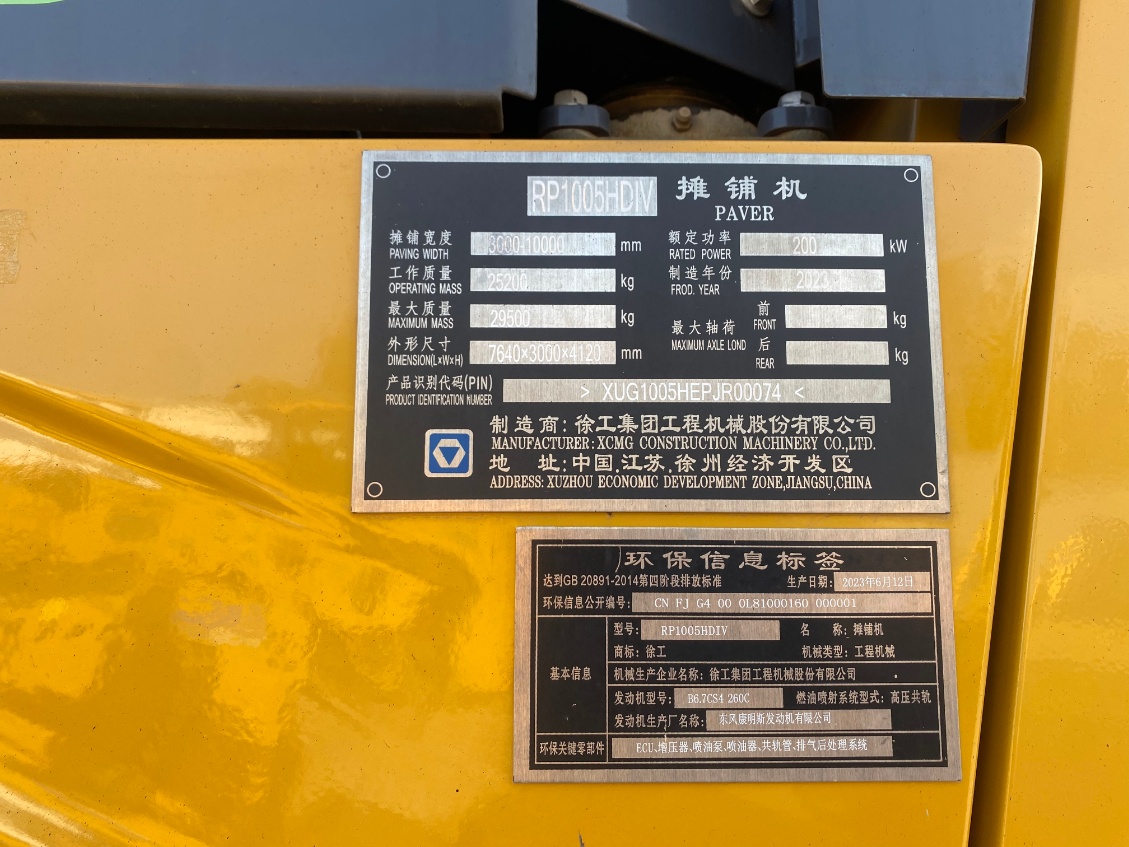 RP1005HDIV 摊铺机
PAVER
摊铺宽度 3000-10000 mm 额定功率 200 kW
PAVING WIDTH RATED POWER
工作质量 25200 kg 制造年份 2023
OPERATING MASS FROD. YEAR
最大质量 29500 kg 最大轴荷 前 kg
MAXIMUM MASS MAXIMUM AXLE LOND FRONT
外形尺寸 7640×3000×4120 mm 后 kg
DIMENSION(L×W×H) REAR
产品识别代码(PIN) > XUG1005HEPJR00074 <
PRODUCT IDENTIFICATION NUMBER
制造商:徐工集团工程机械股份有限公司
MANUFACTURER: XCMG CONSTRUCTION MACHINERY CO.,LTD.
地 址:中国.江苏.徐州经济开发区
ADDRESS: XUZHOU ECONOMIC DEVELOPMENT ZONE,JIANGSU,CHINA
环保信息标签
达到GB 20891-2014第四阶段排放标准 生产日期: 2023年6月12日
环保信息公开编号: CN FJ G4 00 0L81000160 000001
基本信息
型号: RP1005HDIV 名 称: 摊铺机
商标: 徐工 机械类型: 工程机械
机械生产企业名称: 徐工集团工程机械股份有限公司
发动机型号: B6.7CS4 260C 燃油喷射系统型式: 高压共轨
发动机生产厂名称: 东风康明斯发动机有限公司
环保关键零部件 ECU、增压器、喷油泵、喷油器、共轨管、排气后处理系统